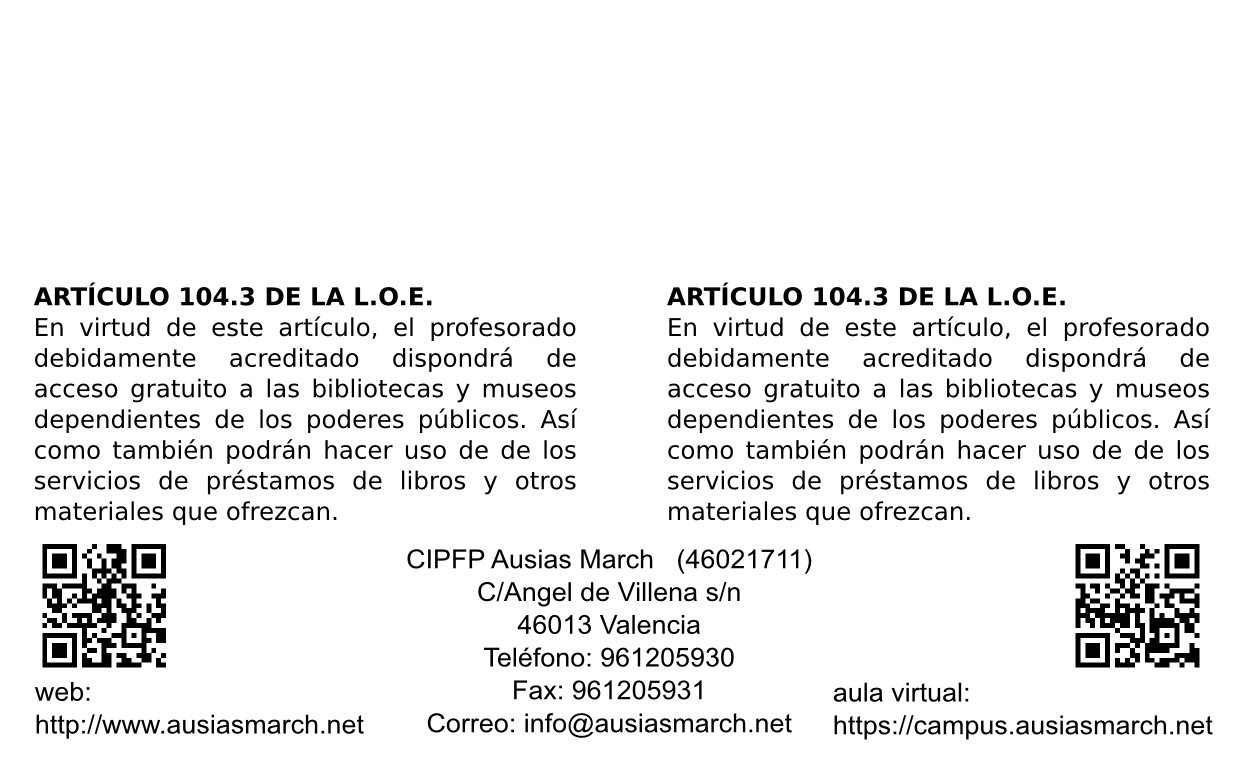 ARTÍCULO 104.3 DE LA L.O.E.
En virtud de este artículo, el profesorado
debidamente acreditado dispondrá de
acceso gratuito a las bibliotecas y museos
dependientes de los poderes públicos. Así
como también podrán hacer uso de de los
servicios de préstamos de libros y otros
materiales que ofrezcan.
ARTÍCULO 104.3 DE LA L.O.E.
En virtud de este artículo, el profesorado
debidamente acreditado dispondrá de
acceso gratuito a las bibliotecas y museos
dependientes de los poderes públicos. Así
como también podrán hacer uso de de los
servicios de préstamos de libros y otros
materiales que ofrezcan.
web:
http://www.ausiasmarch.net
CIPFP Ausias March (46021711)
C/Angel de Villena s/n
46013 Valencia
Teléfono: 961205930
Fax: 961205931
Correo: info@ausiasmarch.net
aula virtual:
https://campus.ausiasmarch.net